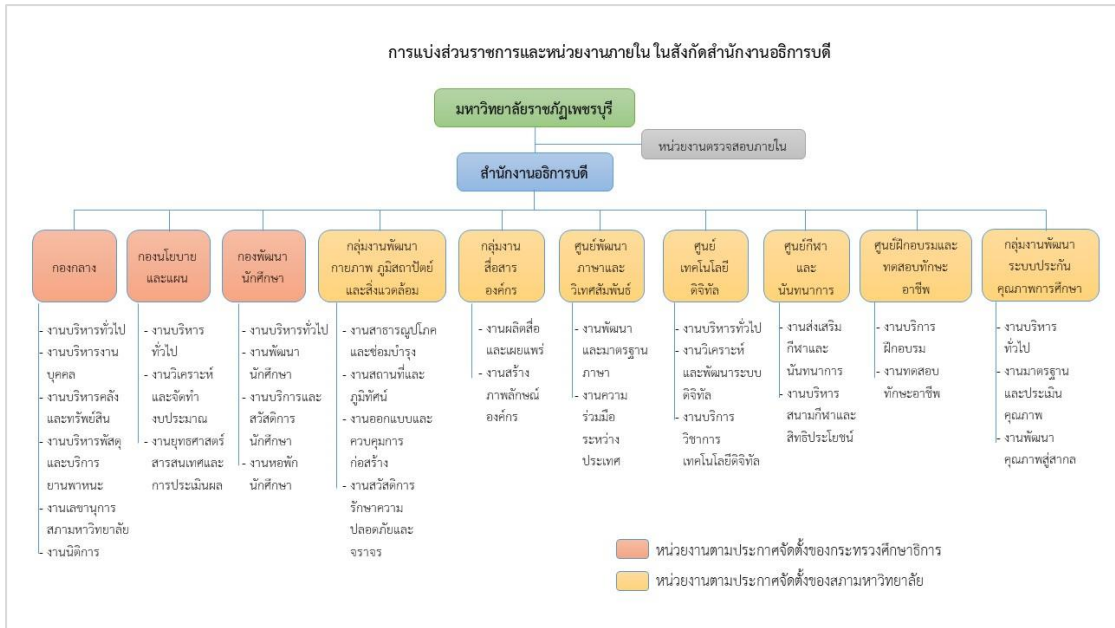 การแบ่งส่วนราชการและหน่วยงานภายใน ในสังกัดสำนักงานอธิการบดี
มหาวิทยาลัยราชภัฏเพชรบุรี
หน่วยงานตรวจสอบภายใน
สำนักงานอธิการบดี
กองกลาง
- งานบริหารทั่วไป
- งานบริหารงาน
บุคคล
- งานบริหารคลัง
และทรัพย์สิน
- งานบริหารพัสดุ
และบริการ
ยานพาหนะ
- งานเลขานุการ
สภามหาวิทยาลัย
- งานนิติการ
กองนโยบาย
และแผน
- งานบริหาร
ทั่วไป
- งานวิเคราะห์
และจัดทำ
งบประมาณ
- งานยุทธศาสตร์
สารสนเทศและ
การประเมินผล
กองพัฒนา
นักศึกษา
- งานบริหารทั่วไป
- งานพัฒนา
นักศึกษา
- งานบริการและ
สวัสดิการ
นักศึกษา
- งานหอพัก
นักศึกษา
กลุ่มงานพัฒนา
กายภาพ ภูมิสถาปัตย์
และสิ่งแวดล้อม
- งานสาธารณูปโภค
และซ่อมบำรุง
- งานสถานที่และ
ภูมิทัศน์
- งานออกแบบและ
ควบคุมการ
ก่อสร้าง
- งานสวัสดิการ
รักษาความ
ปลอดภัยและ
จราจร
กลุ่มงาน
สื่อสาร
องค์กร
- งานผลิตสื่อ
และเผยแพร่
- งานสร้าง
ภาพลักษณ์
องค์กร
ศูนย์พัฒนา
ภาษาและ
วิเทศสัมพันธ์
- งานพัฒนา
และมาตรฐาน
ภาษา
- งานความ
ร่วมมือ
ระหว่าง
ประเทศ
ศูนย์
เทคโนโลยี
ดิจิทัล
- งานบริหารทั่วไป
- งานวิเคราะห์
และพัฒนาระบบ
ดิจิทัล
- งานบริการ
วิชาการ
เทคโนโลยีดิจิทัล
ศูนย์กีฬา
และ
นันทนาการ
- งานส่งเสริม
กีฬาและ
นันทนาการ
- งานบริหาร
สนามกีฬาและ
สิทธิประโยชน์
ศูนย์ฝึกอบรมและ
ทดสอบทักษะ
อาชีพ
- งานบริการ
ฝึกอบรม
- งานทดสอบ
ทักษะอาชีพ
กลุ่มงานพัฒนา
ระบบประกัน
คุณภาพการศึกษา
- งานบริหาร
ทั่วไป
- งานมาตรฐาน
และประเมิน
คุณภาพ
- งานพัฒนา
คุณภาพสู่สากล
หน่วยงานตามประกาศจัดตั้งของกระทรวงศึกษาธิการ
หน่วยงานตามประกาศจัดตั้งของสภามหาวิทยาลัย